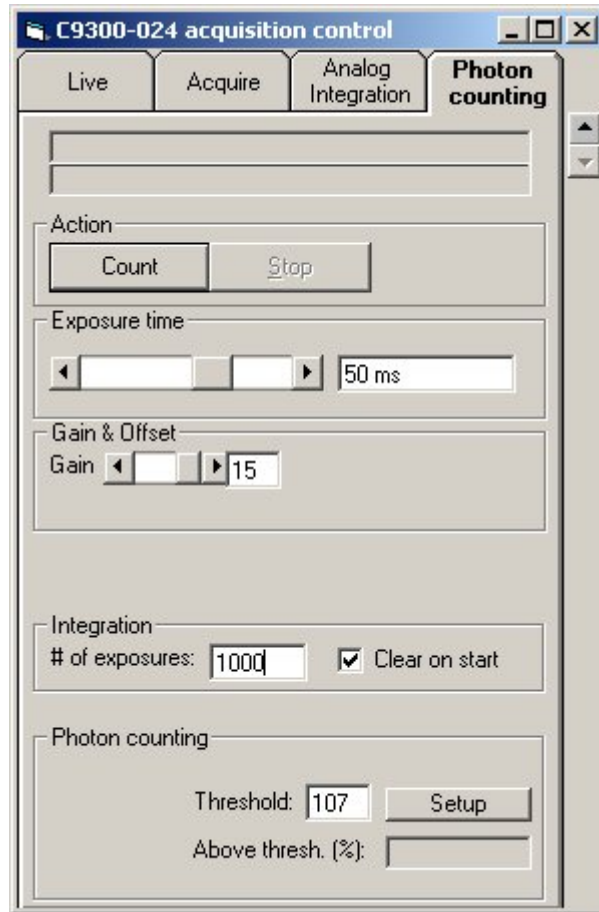 C9300-024 acquisition control
Live
Acquire
Analog
Integration
Photon
counting
Action
Count
Stop
Exposure time
50 ms
Gain & Offset
Gain
15
Integration
# of exposures:
1000
Clear on start
Photon counting
Threshold:
107
Setup
Above thresh. (%):